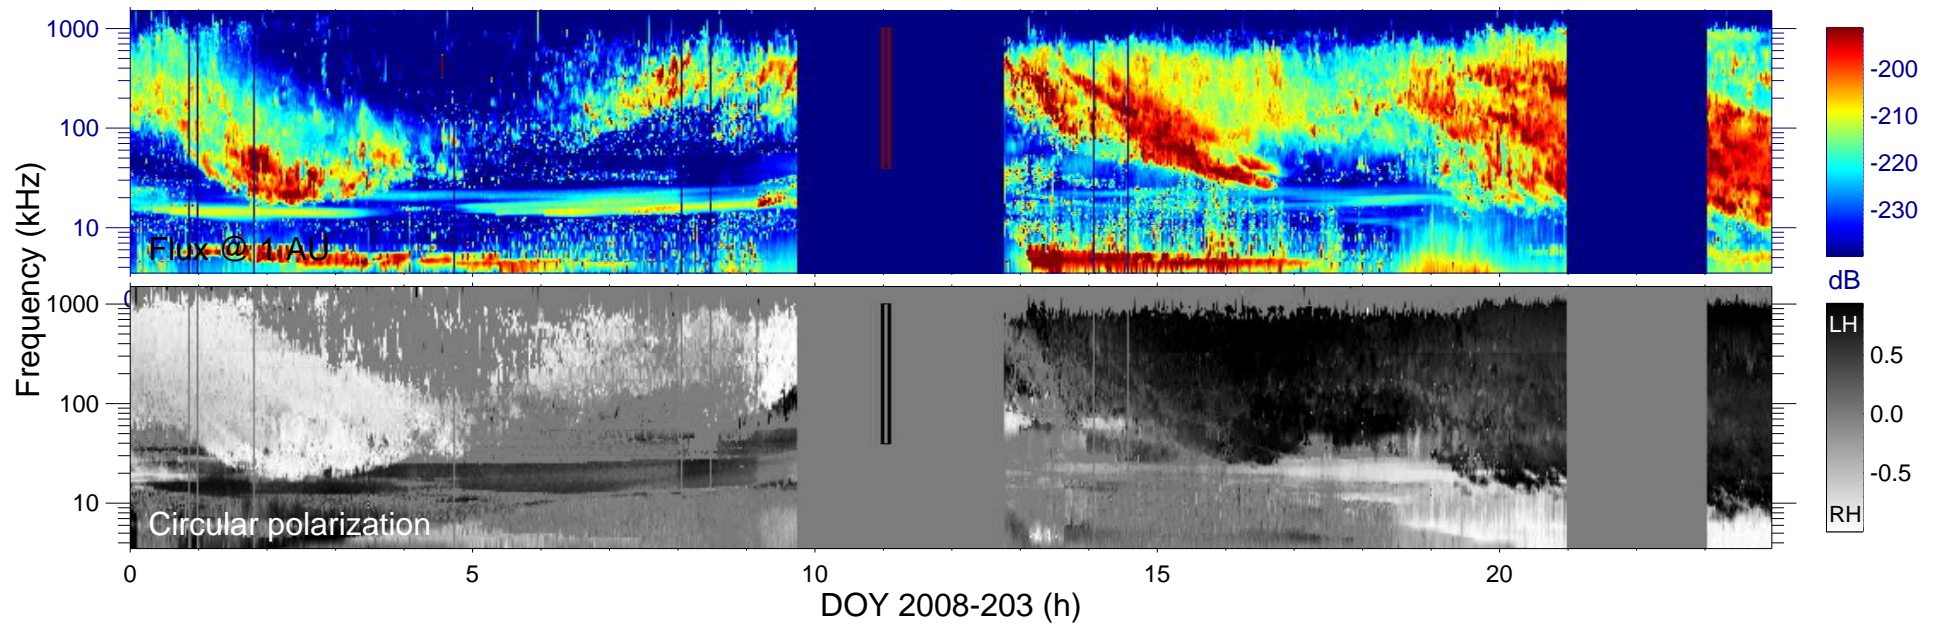 Frequency (kHz)
1000
100
10
Flux @ 1 AU
0
-200
-210
-220
-230
dB
1000
100
10
Circular polarization
LH
0.5
0.0
-0.5
RH
0
5
10
15
20
DOY 2008-203 (h)